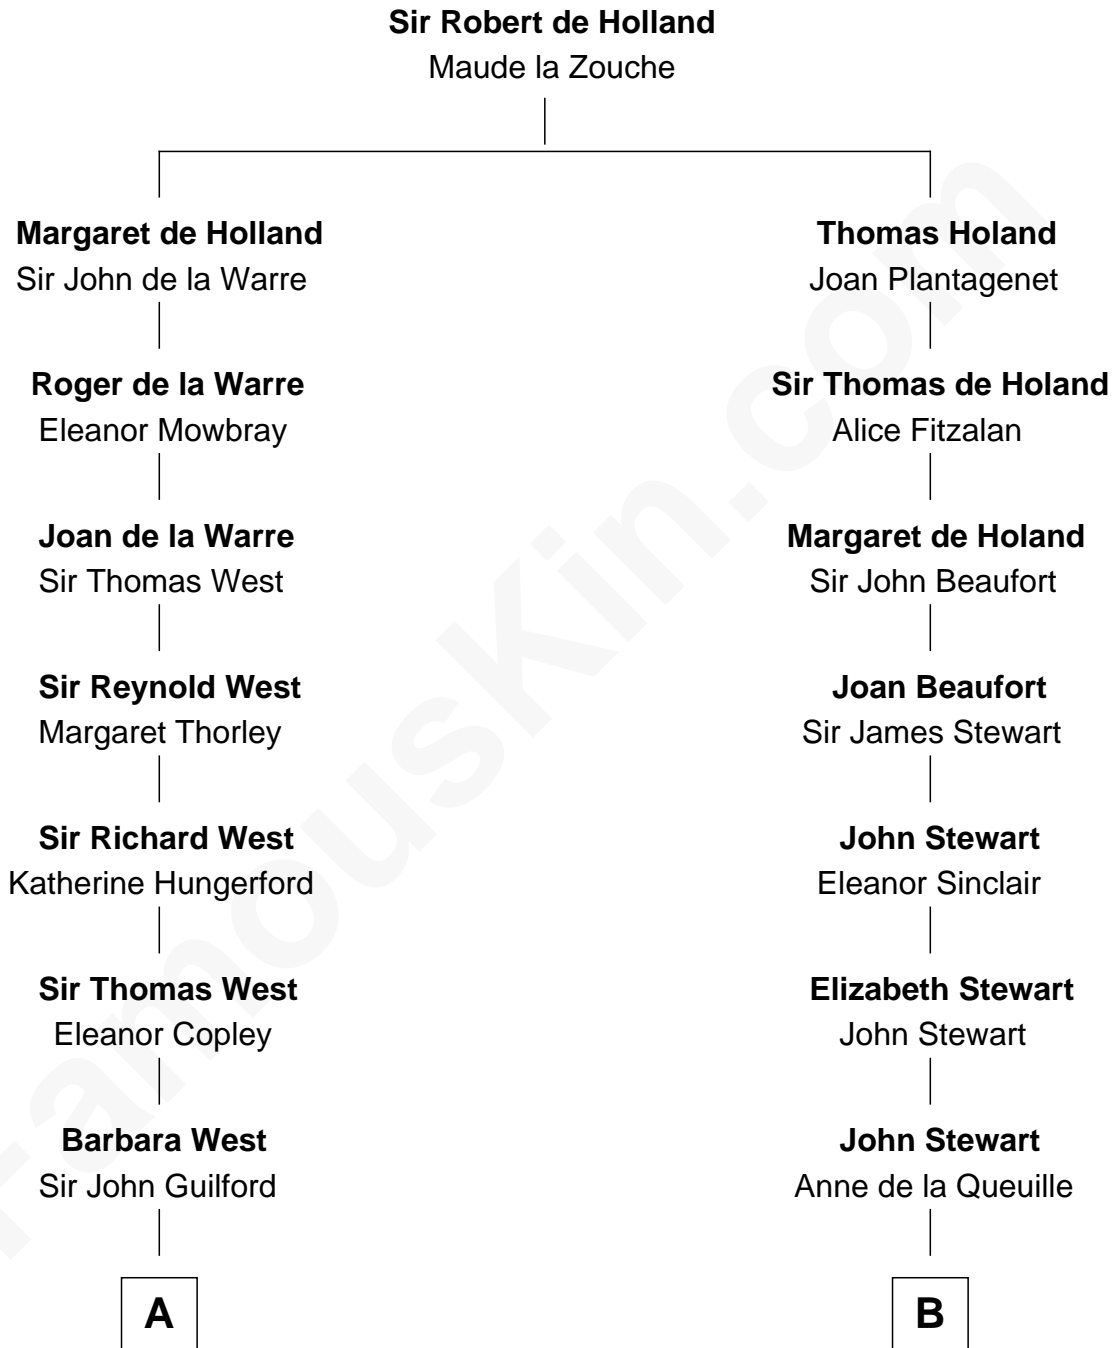 Sir Robert de Holland
Maude la Zouche
Margaret de Holland
Sir John de la Warre
Thomas Holand
Joan Plantagenet
Roger de la Warre
Eleanor Mowbray
Sir Thomas de Holand
Alice Fitzalan
Joan de la Warre
Sir Thomas West
Margaret de Holand
Sir John Beaufort
Sir Reynold West
Margaret Thorley
Joan Beaufort
Sir James Stewart
Sir Richard West
Katherine Hungerford
John Stewart
Eleanor Sinclair
Sir Thomas West
Eleanor Copley
Elizabeth Stewart
John Stewart
Barbara West
Sir John Guilford
John Stewart
Anne de la Queuille
A
B
FamousKin.com